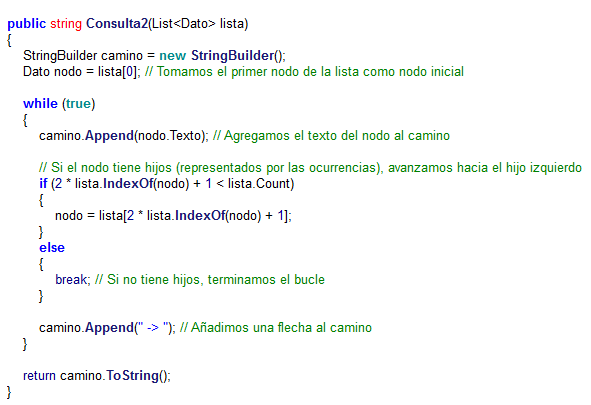 public string Consulta2(List<Dato> lista)
{
StringBuilder camino = new StringBuilder();
Dato nodo = lista[0]; // Tomamos el primer nodo de la lista como nodo inicial
while (true)
{
camino.Append(nodo.Texto); // Agregamos el texto del nodo al camino
// Si el nodo tiene hijos (representados por las ocurrencias), avanzamos hacia el hijo izquierdo
if (2 * lista.IndexOf(nodo) + 1 < lista.Count)
{
nodo = lista[2 * lista.IndexOf(nodo) + 1];
}
else
{
break; // Si no tiene hijos, terminamos el bucle
}
camino.Append(" -> "); // Añadimos una flecha al camino
}
return camino.ToString();
}